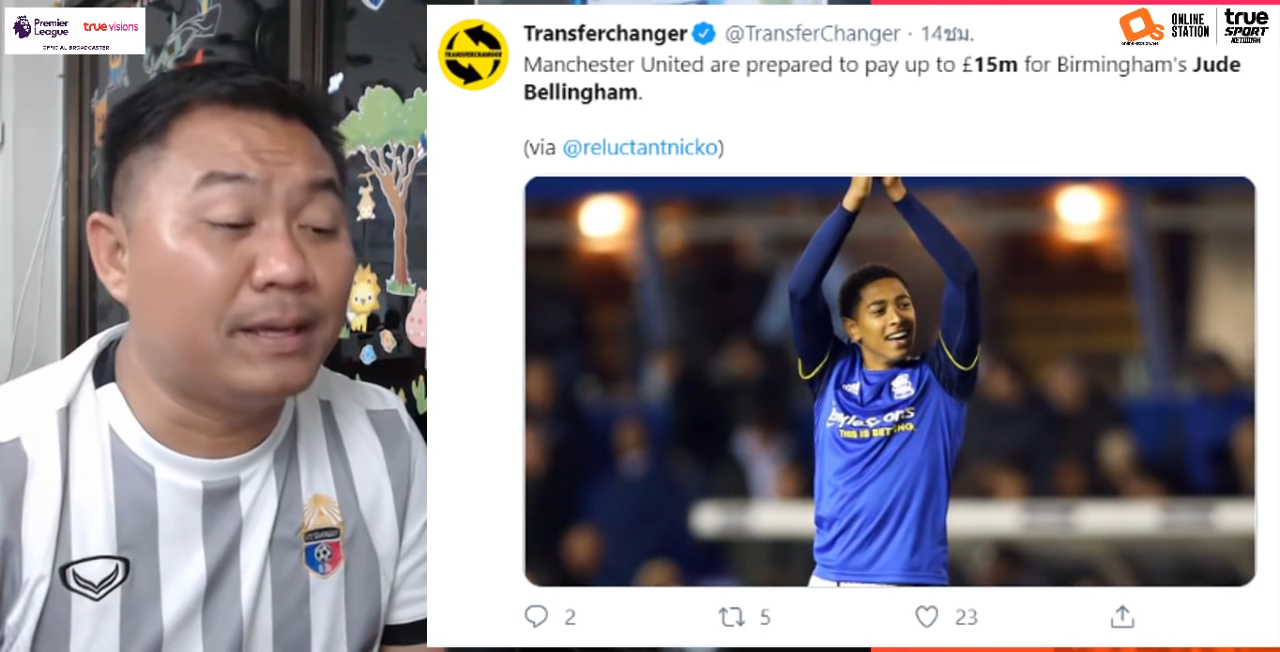 Premier League
true visions
OFFICIAL BROADCASTER
Transferchanger @TransferChanger · 14ชม.
Manchester United are prepared to pay up to £15m for Birmingham's Jude
Bellingham.
(via @reluctantnicko)
TRANSFERCHANGER
THIS IS BETTING.
2
5
23
ONLINE
STATION
true
SPORT
NETWORK